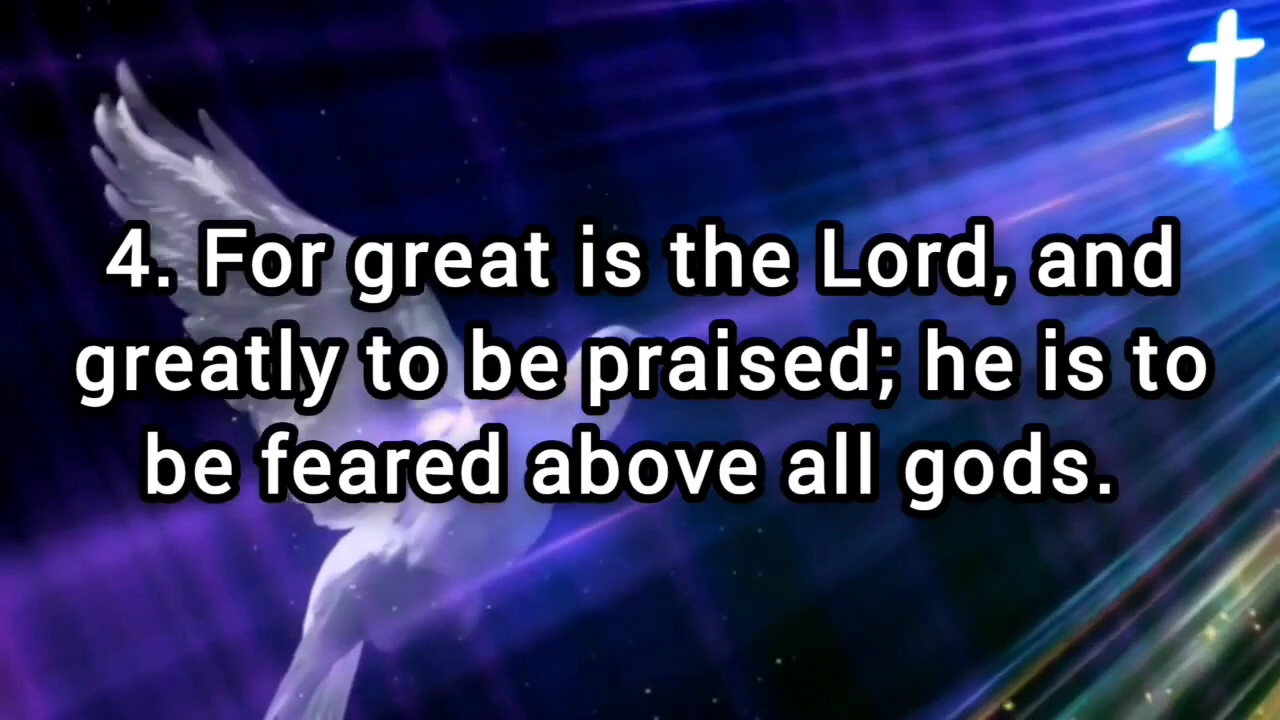 4. For great is the Lord, and
greatly to be praised; he is to
be feared above all gods.